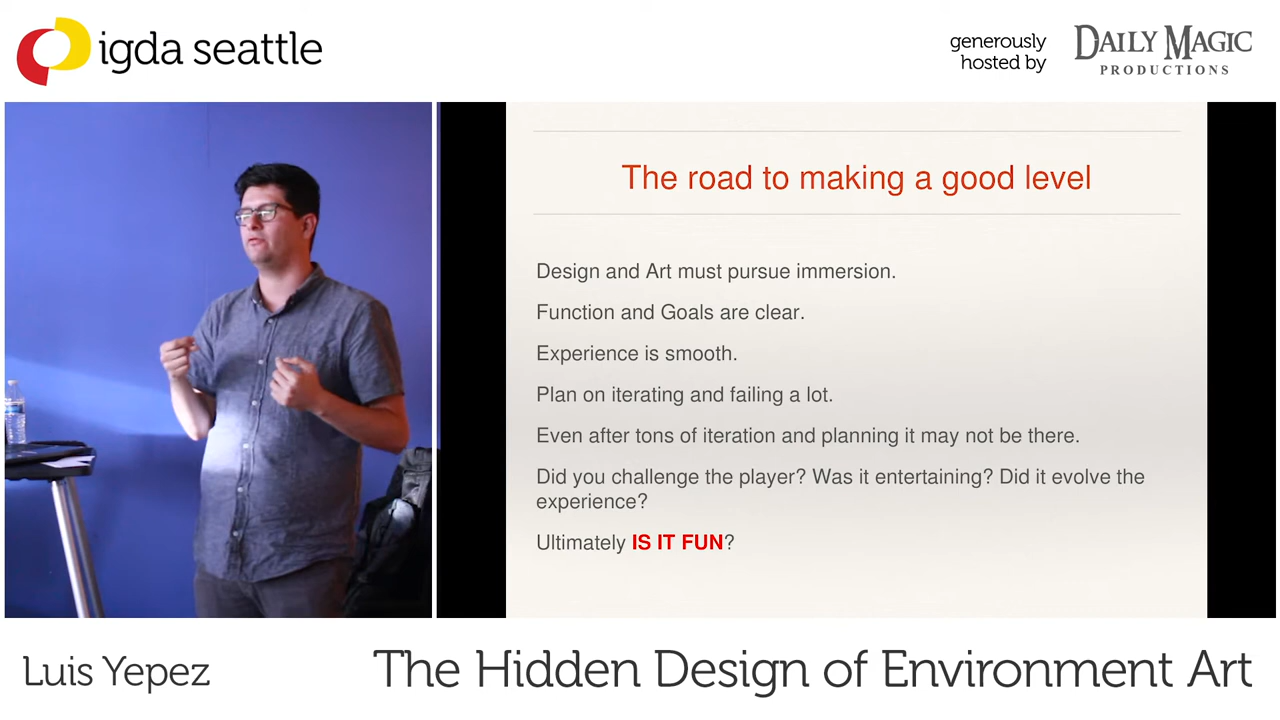 igda seattle
generously
hosted by
DAILY MAGIC
PRODUCTIONS
The road to making a good level
Design and Art must pursue immersion.
Function and Goals are clear.
Experience is smooth.
Plan on iterating and failing a lot.
Even after tons of iteration and planning it may not be there.
Did you challenge the player? Was it entertaining? Did it evolve the
experience?
Ultimately IS IT FUN?
Luis Yepez
The Hidden Design of Environment Art